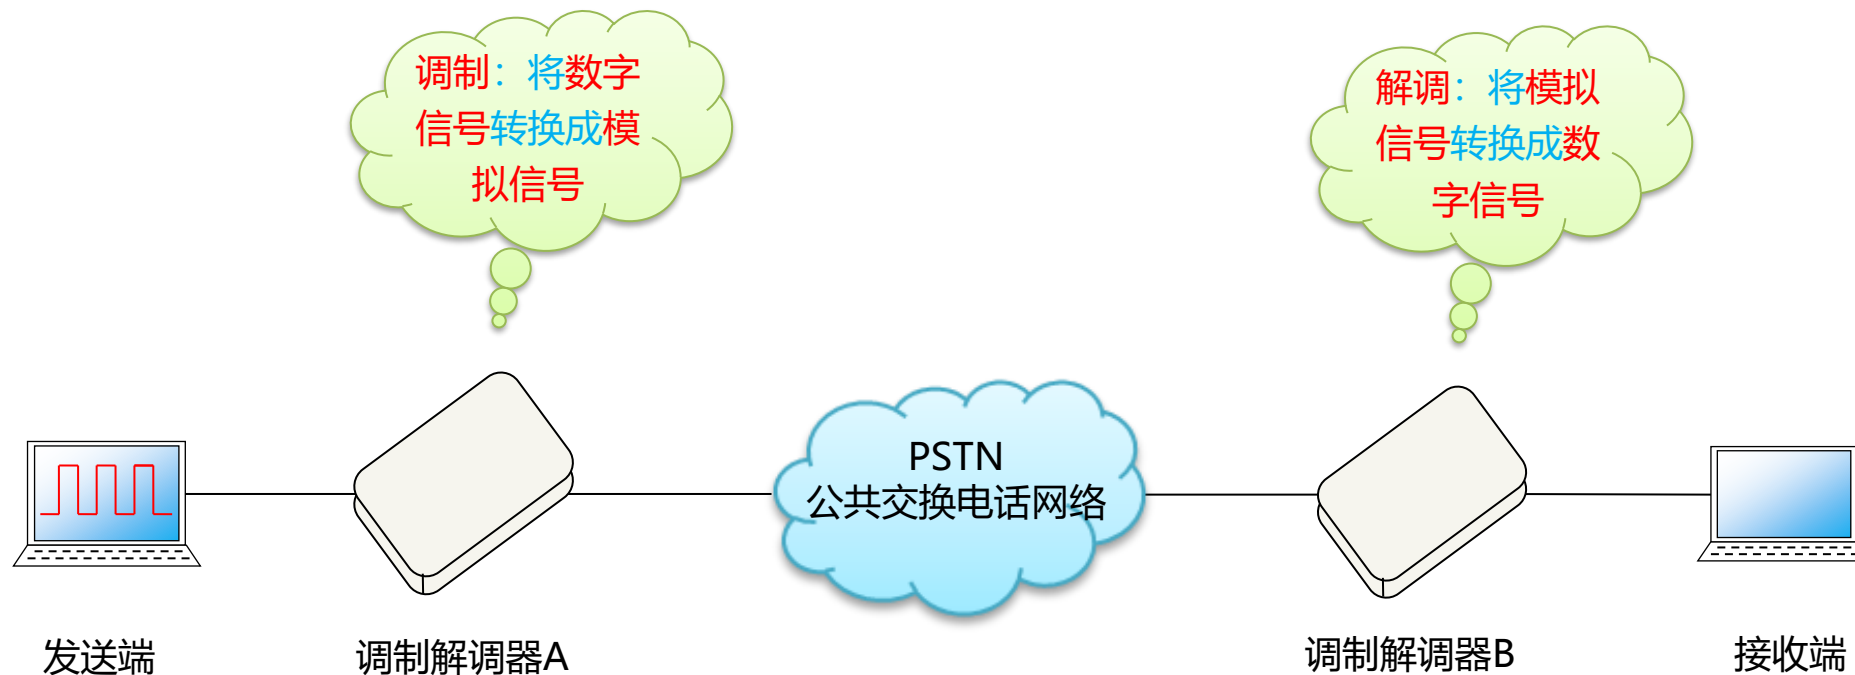 调制：将数字
信号转换成模
拟信号
解调：将模拟
信号转换成数
字信号
PSTN
公共交换电话网络
发送端
调制解调器A
调制解调器B
接收端